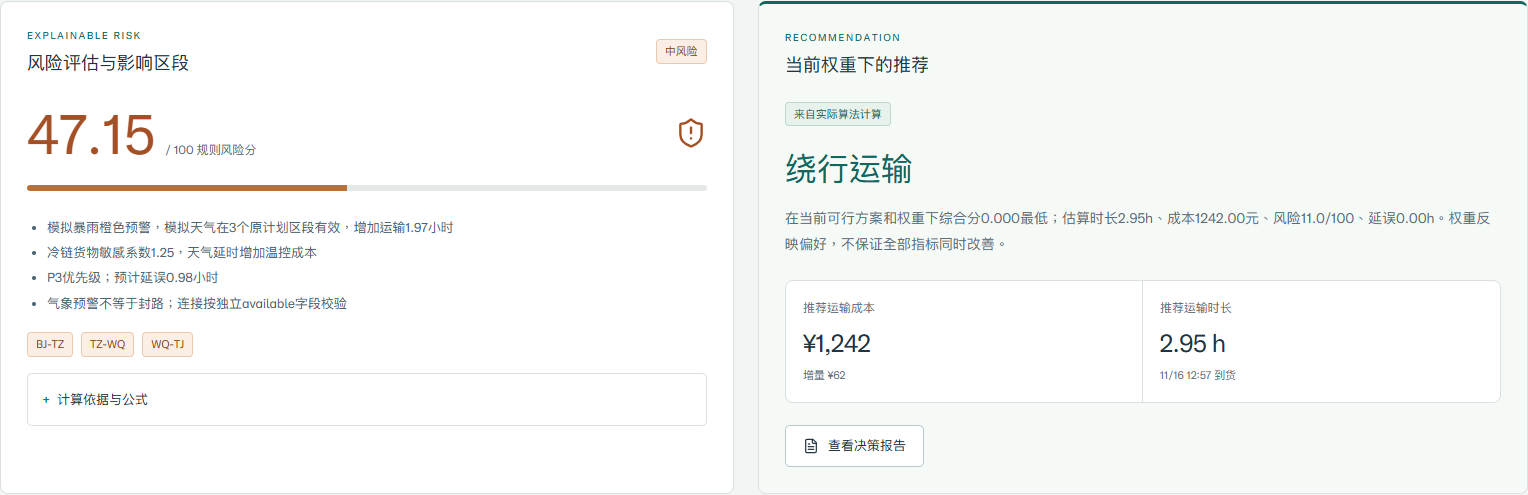 EXPLAINABLE RISK
风险评估与影响区段
中风险
47.15 / 100 规则风险分
模拟暴雨橙色预警，模拟天气在3个原计划区段有效，增加运输1.97小时
冷链货物敏感系数1.25，天气延时增加温控成本
P3优先级；预计延误0.98小时
气象预警不等于封路；连接按独立available字段校验
BJ-TZ TZ-WQ WQ-TJ
+ 计算依据与公式
RECOMMENDATION
当前权重下的推荐
来自实际算法计算
绕行运输
在当前可行方案和权重下综合分0.000最低；估算时长2.95h、成本1242.00元、风险11.0/100、延误0.00h。权重反
映偏好，不保证全部指标同时改善。
推荐运输成本
¥1,242
增量 ¥62
推荐运输时长
2.95 h
11/16 12:57 到货
查看决策报告